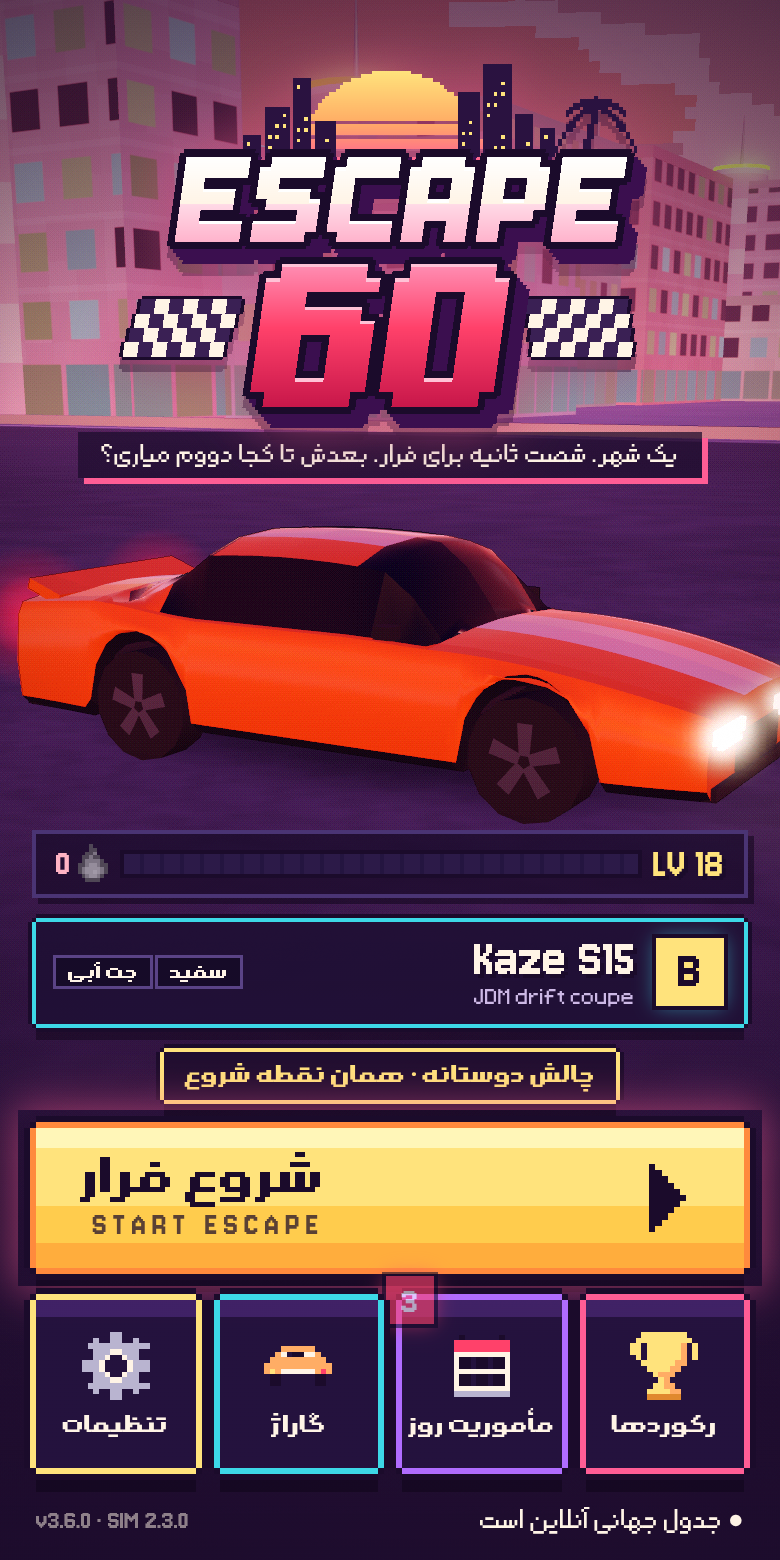 ESCAPE
60
یک شهر. شصت ثانیه برای فرار. بعدش تا کجا دووم میاری؟
0 LV 18
B Kaze S15 سفید جت آبی
JDM drift coupe
چالش دوستانه · همان نقطه شروع
شروع فرار
START ESCAPE
3
رکوردها مأموریت روز گاراژ تنظیمات
● جدول جهانی آنلاین است
v3.6.0 · SIM 2.3.0